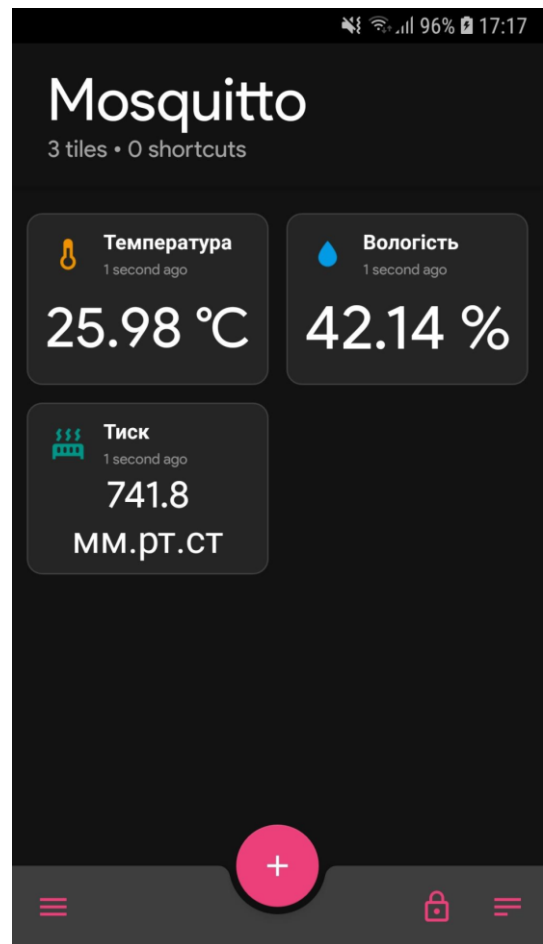 96% 17:17
Mosquitto
3 tiles • 0 shortcuts
Температура
1 second ago
25.98 °C
Вологість
1 second ago
42.14 %
Тиск
1 second ago
741.8
мм.рт.ст
+